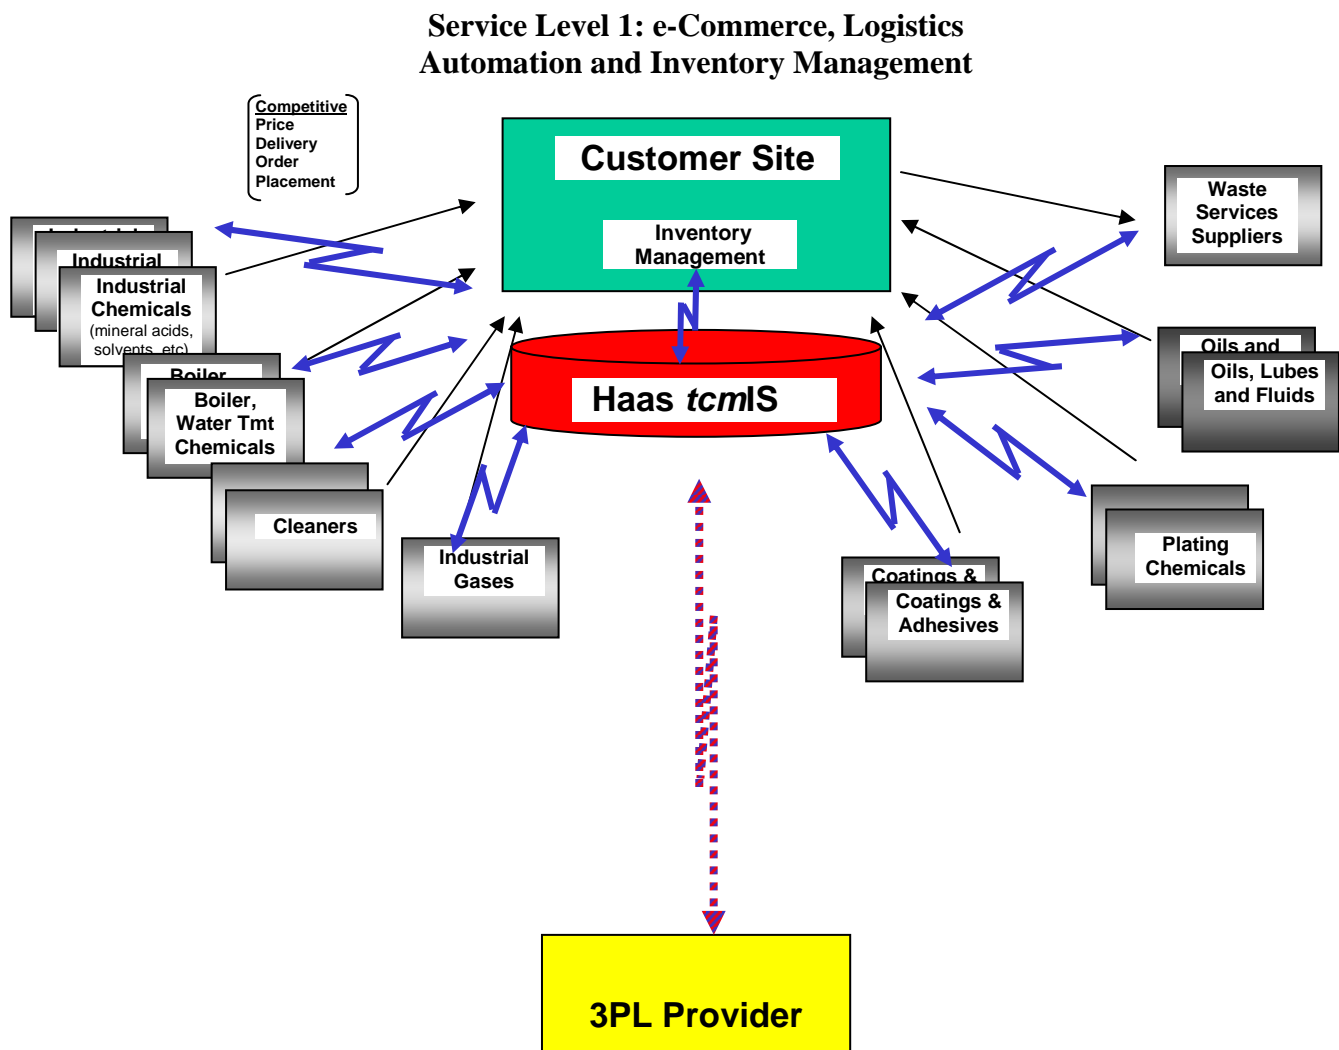 Service Level 1: e-Commerce, Logistics
Automation and Inventory Management
Competitive
Price
Delivery
Order
Placement
Customer Site
Inventory
Management
Waste
Services
Suppliers
Industrial
Industrial
Chemicals
(mineral acids,
solvents, etc)
Boiler,
Boiler,
Water Tmt
Chemicals
Cleaners
Industrial
Gases
Haas tcmIS
Oils and
Oils, Lubes
and Fluids
Plating
Chemicals
Coatings &
Coatings &
Adhesives
3PL Provider